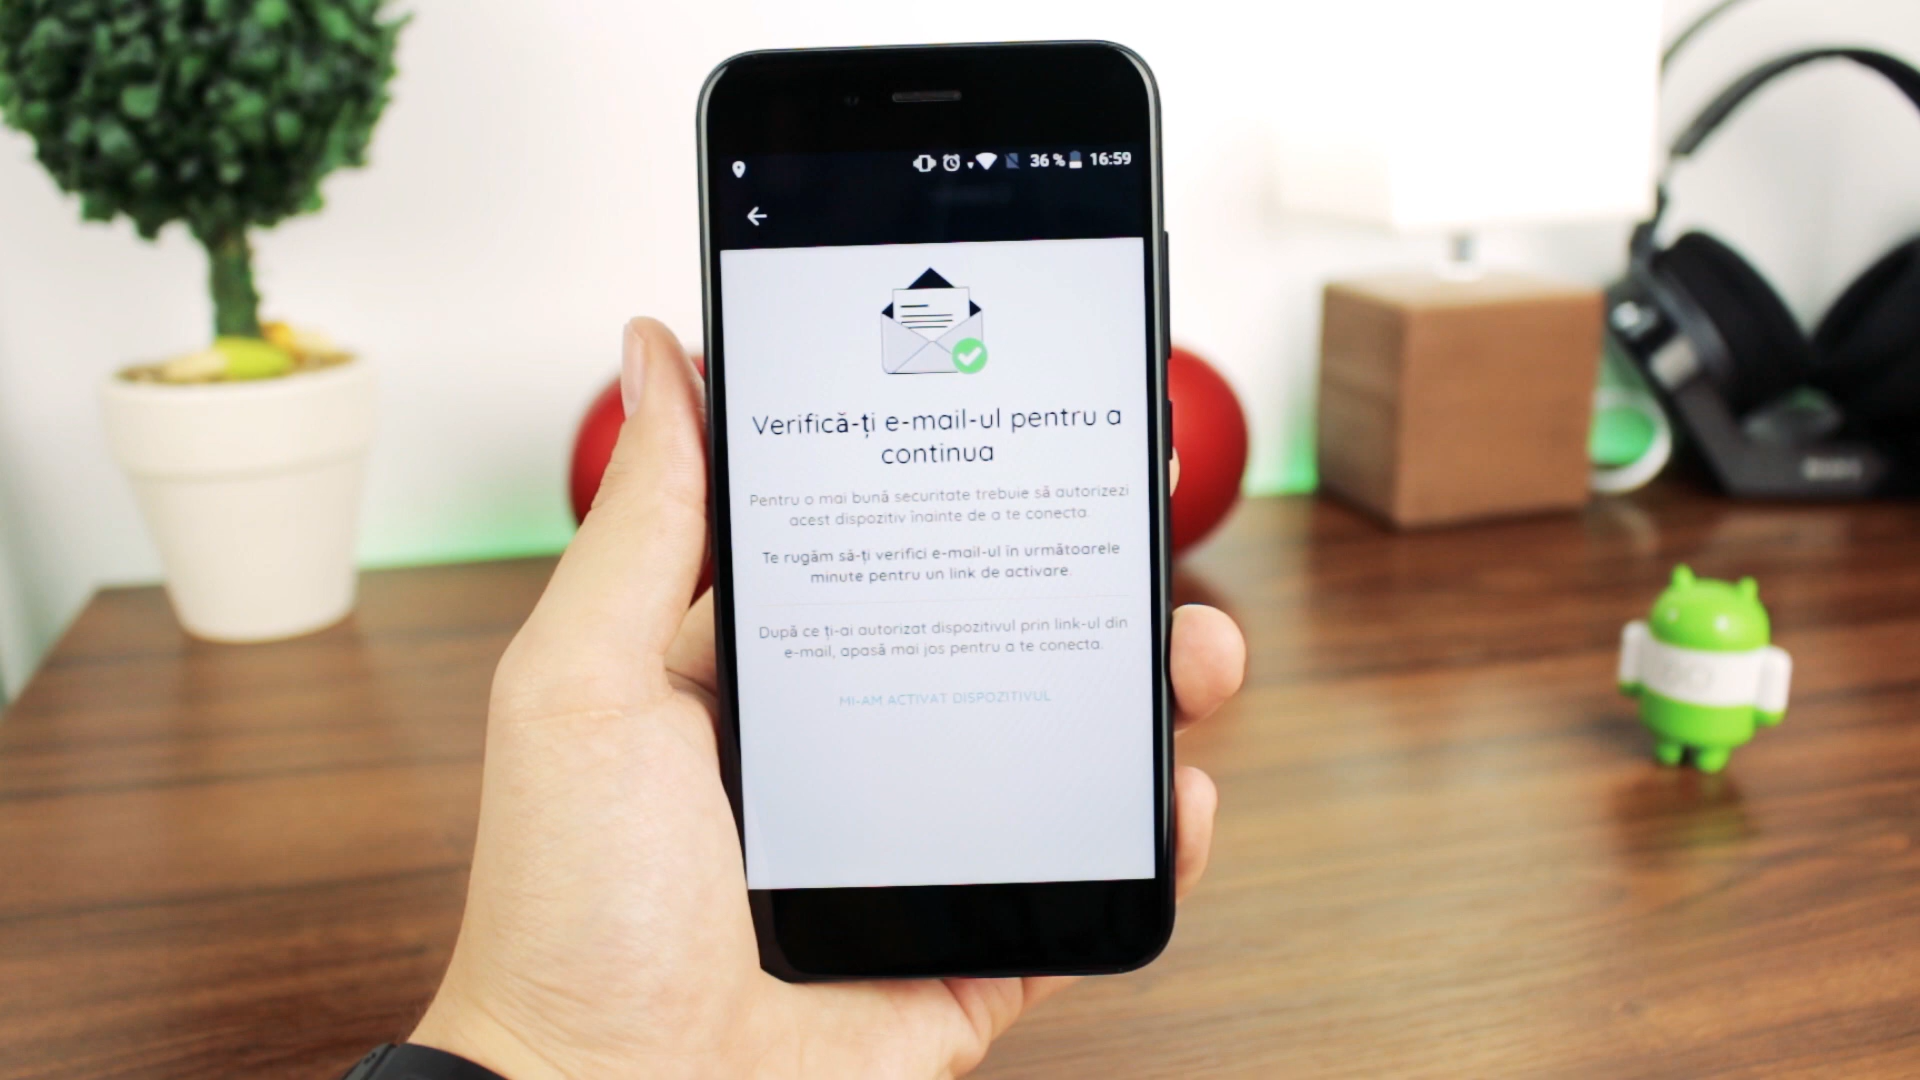 36 % 16:59
Verifică-ți e-mail-ul pentru a
continua
Pentru o mai bună securitate trebuie să autorizezi
acest dispozitiv înainte de a te conecta.
Te rugăm să-ți verifici e-mail-ul în următoarele
minute pentru un link de activare.
După ce ți-ai autorizat dispozitivul prin link-ul din
e-mail, apasă mai jos pentru a te conecta.
MI-AM ACTIVAT DISPOZITIVUL